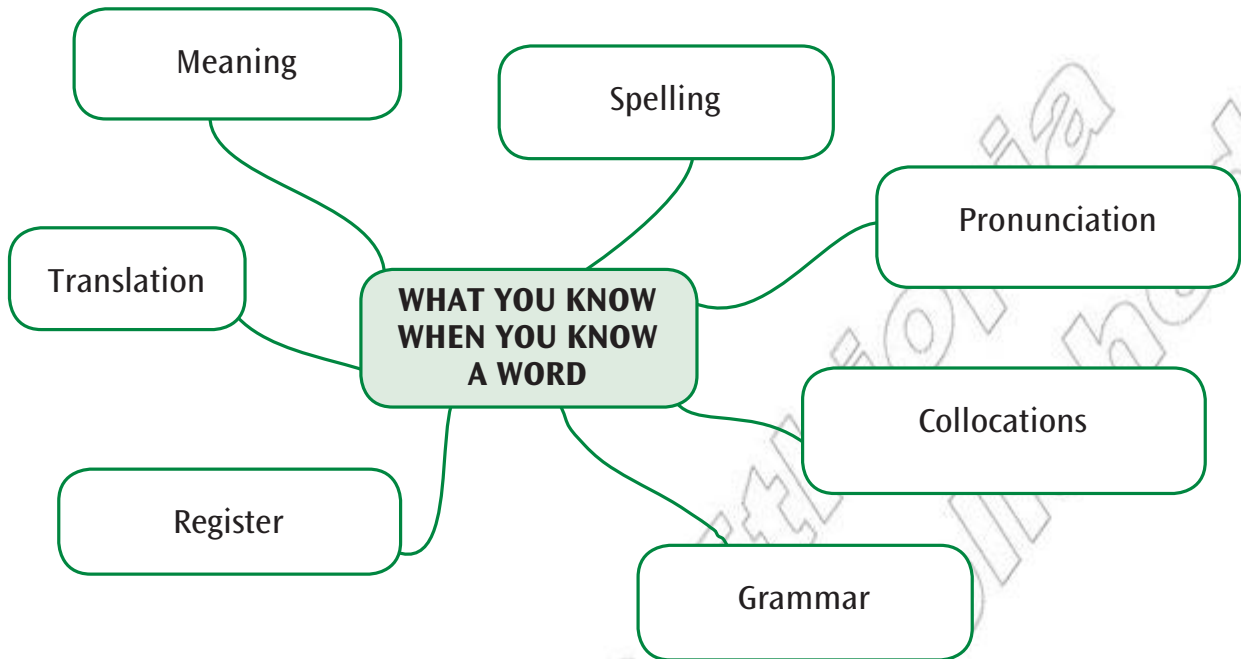 Meaning
Spelling
Pronunciation
Translation
WHAT YOU KNOW
WHEN YOU KNOW
A WORD
Collocations
Register
Grammar